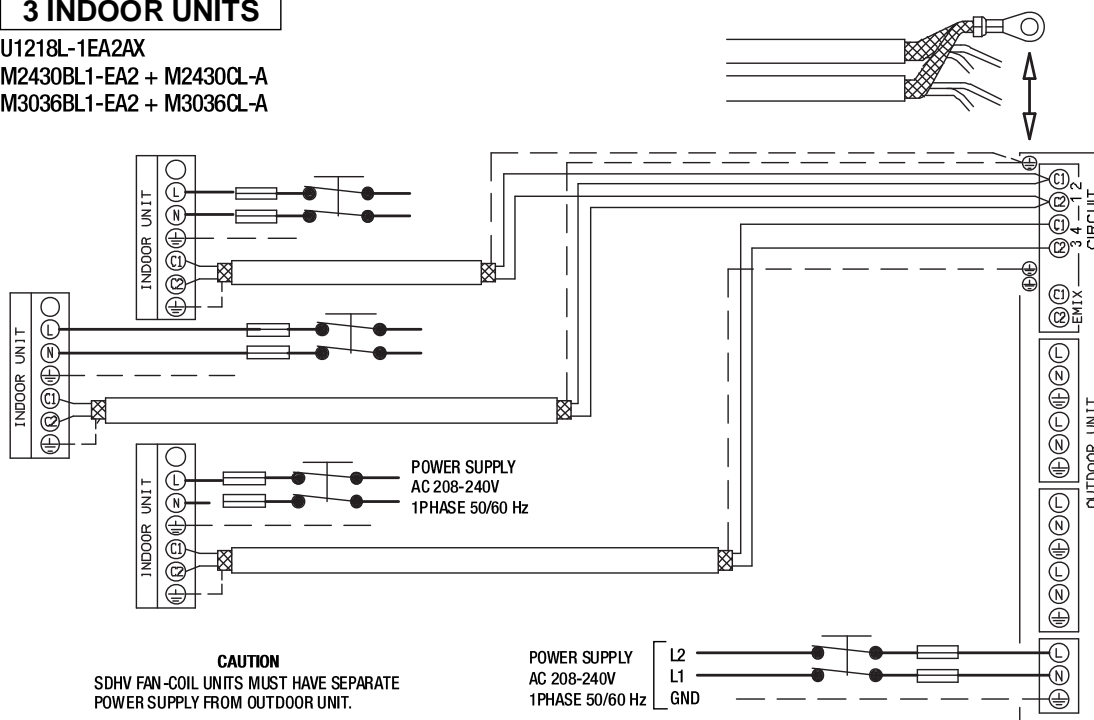 3 INDOOR UNITS
U1218L-1EA2AX
M2430BL1-EA2 + M2430CL-A
M3036BL1-EA2 + M3036CL-A
INDOOR UNIT
L
N
C1
C2
INDOOR UNIT
L
N
C1
C2
INDOOR UNIT
L
N
C1
C2
POWER SUPPLY
AC 208-240V
1PHASE 50/60 Hz
C1
C2
C1
C2
3 4 — 1 2
CIRCUIT
C1
C2
EMIX
L
N
L
N
OUTDOOR UNIT
L
N
L
N
L
N
CAUTION
SDHV FAN-COIL UNITS MUST HAVE SEPARATE
POWER SUPPLY FROM OUTDOOR UNIT.
POWER SUPPLY
AC 208-240V
1PHASE 50/60 Hz
L2
L1
GND